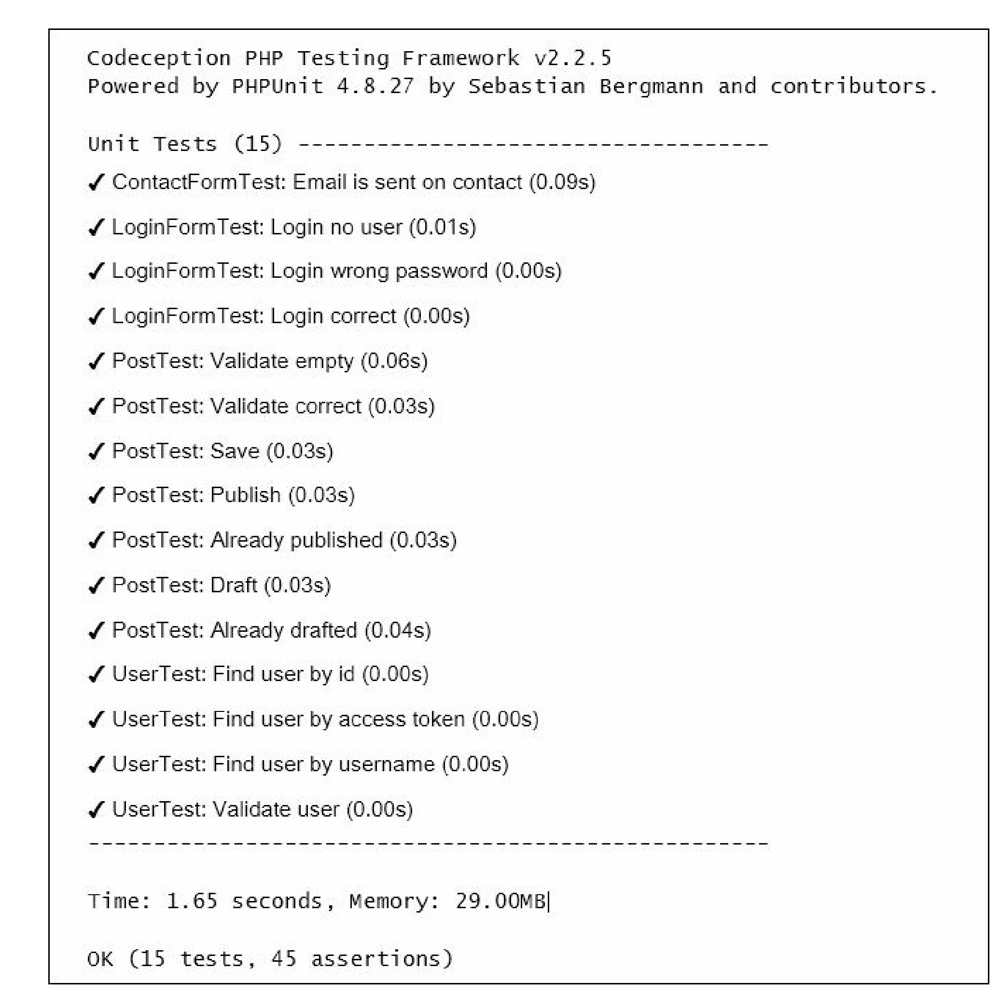 Codeception PHP Testing Framework v2.2.5
Powered by PHPUnit 4.8.27 by Sebastian Bergmann and contributors.
Unit Tests (15) ------------------------------------
✓ ContactFormTest: Email is sent on contact (0.09s)
✓ LoginFormTest: Login no user (0.01s)
✓ LoginFormTest: Login wrong password (0.00s)
✓ LoginFormTest: Login correct (0.00s)
✓ PostTest: Validate empty (0.06s)
✓ PostTest: Validate correct (0.03s)
✓ PostTest: Save (0.03s)
✓ PostTest: Publish (0.03s)
✓ PostTest: Already published (0.03s)
✓ PostTest: Draft (0.03s)
✓ PostTest: Already drafted (0.04s)
✓ UserTest: Find user by id (0.00s)
✓ UserTest: Find user by access token (0.00s)
✓ UserTest: Find user by username (0.00s)
✓ UserTest: Validate user (0.00s)
----------------------------------------------------
Time: 1.65 seconds, Memory: 29.00MB
OK (15 tests, 45 assertions)